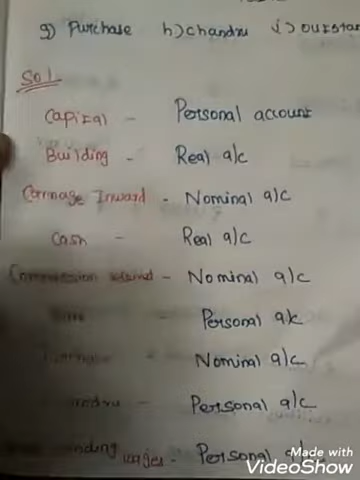 g) Purchase h) chandru i) outstan
Sol
Capital - Personal account
Building - Real a/c
Carriage Inward - Nominal a/c
Cash - Real a/c
Commission - Nominal a/c
- Personal a/c
- Nominal a/c
- Personal a/c
wages - Personal a/c
Made with
VideoShow